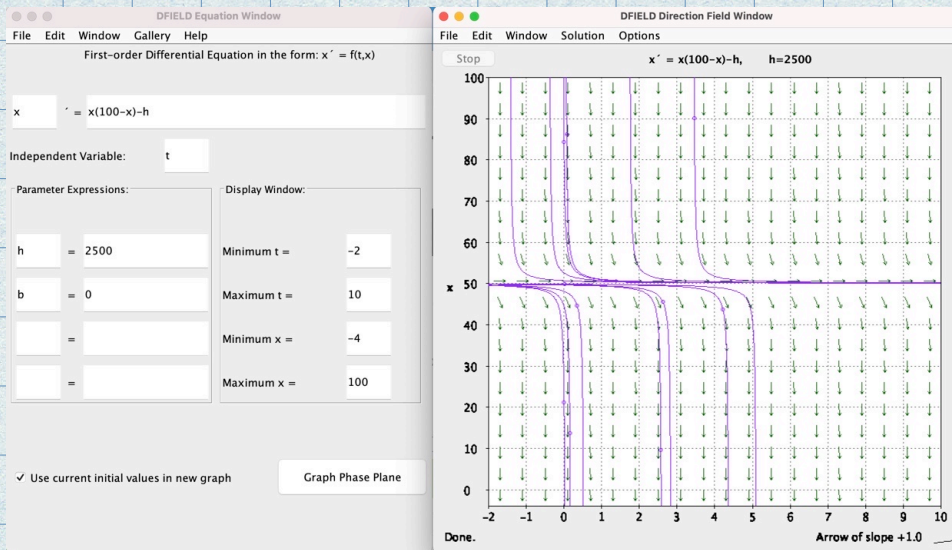 DFIELD Equation Window
File Edit Window Gallery Help
First-order Differential Equation in the form: x´ = f(t,x)
x ´ = x(100-x)-h
Independent Variable: t
Parameter Expressions:
h = 2500
b = 0
=
=
Display Window:
Minimum t = -2
Maximum t = 10
Minimum x = -4
Maximum x = 100
✓ Use current initial values in new graph
Graph Phase Plane
DFIELD Direction Field Window
File Edit Window Solution Options
Stop
x´ = x(100-x)-h, h=2500
100
90
80
70
60
50
40
30
20
10
0
x
-2 -1 0 1 2 3 4 5 6 7 8 9 10
t
Done.
Arrow of slope +1.0